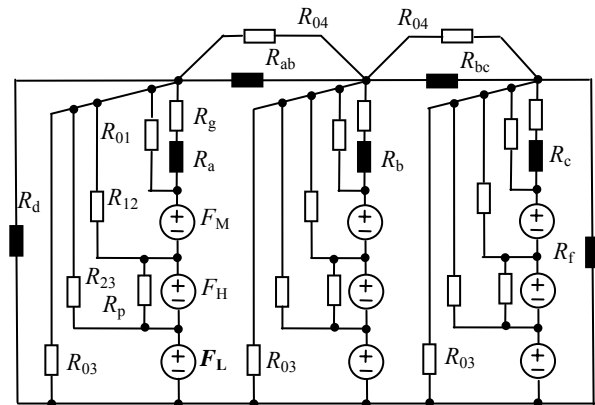 R04 R04
Rab Rbc
Rg
R01
Ra Rb Rc
R12
Rd FM
Rf
R23 FH
Rp
R03 FL R03 R03